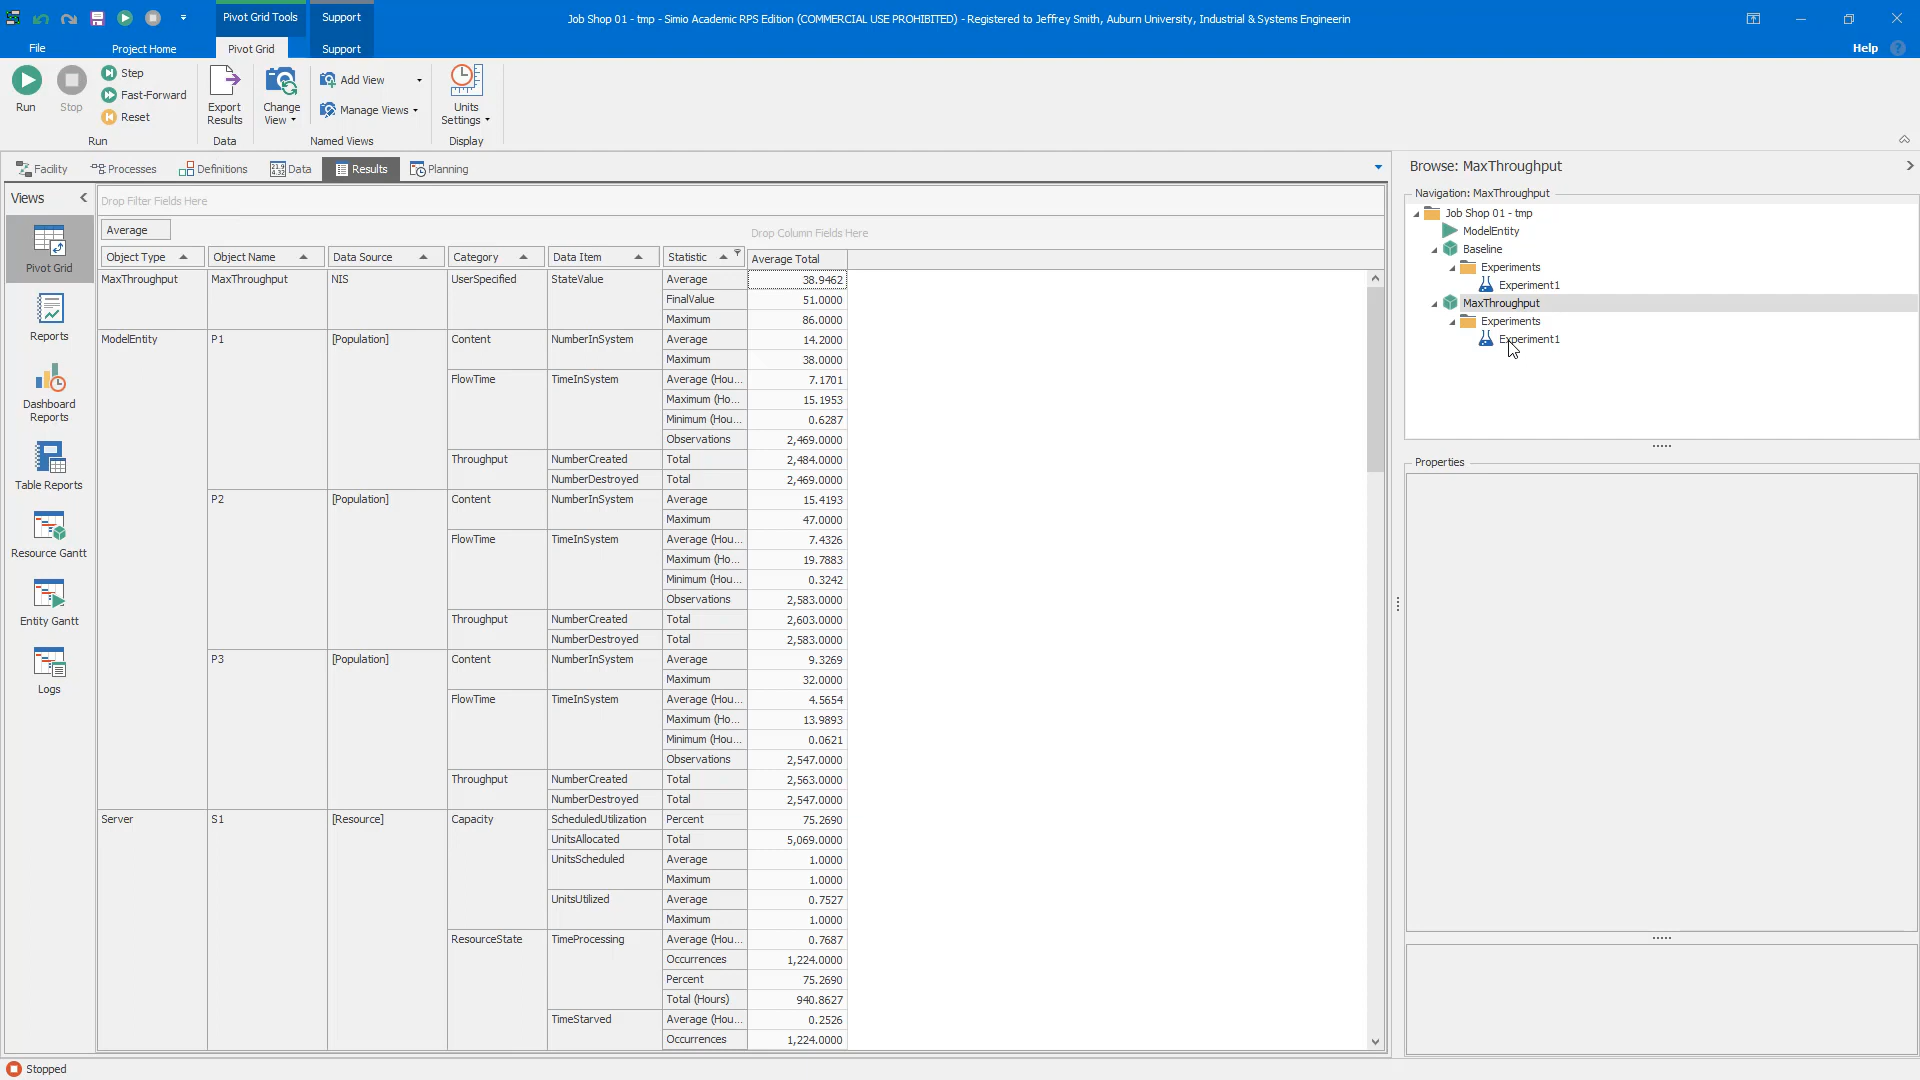 Pivot Grid Tools
Support
Job Shop 01 - tmp - Simio Academic RPS Edition (COMMERCIAL USE PROHIBITED) - Registered to Jeffrey Smith, Auburn University, Industrial & Systems Engineerin
File
Project Home
Pivot Grid
Support
Help
Run
Stop
Step
Fast-Forward
Reset
Export Results
Change View
Add View
Manage Views
Units Settings
Run
Data
Named Views
Display
Facility
Processes
Definitions
Data
Results
Planning
Views
Pivot Grid
Reports
Dashboard Reports
Table Reports
Resource Gantt
Entity Gantt
Logs
Drop Filter Fields Here
Average
Drop Column Fields Here
Object Type Object Name Data Source Category Data Item Statistic Average Total
MaxThroughput MaxThroughput NIS UserSpecified StateValue Average 38.9462
FinalValue 51.0000
Maximum 86.0000
ModelEntity P1 [Population] Content NumberInSystem Average 14.2000
Maximum 38.0000
FlowTime TimeInSystem Average (Hou... 7.1701
Maximum (Ho... 15.1953
Minimum (Hou... 0.6287
Observations 2,469.0000
Throughput NumberCreated Total 2,484.0000
NumberDestroyed Total 2,469.0000
P2 [Population] Content NumberInSystem Average 15.4193
Maximum 47.0000
FlowTime TimeInSystem Average (Hou... 7.4326
Maximum (Ho... 19.7883
Minimum (Hou... 0.3242
Observations 2,583.0000
Throughput NumberCreated Total 2,603.0000
NumberDestroyed Total 2,583.0000
P3 [Population] Content NumberInSystem Average 9.3269
Maximum 32.0000
FlowTime TimeInSystem Average (Hou... 4.5654
Maximum (Ho... 13.9893
Minimum (Hou... 0.0621
Observations 2,547.0000
Throughput NumberCreated Total 2,563.0000
NumberDestroyed Total 2,547.0000
Server S1 [Resource] Capacity ScheduledUtilization Percent 75.2690
UnitsAllocated Total 5,069.0000
UnitsScheduled Average 1.0000
Maximum 1.0000
UnitsUtilized Average 0.7527
Maximum 1.0000
ResourceState TimeProcessing Average (Hou... 0.7687
Occurrences 1,224.0000
Percent 75.2690
Total (Hours) 940.8627
TimeStarved Average (Hou... 0.2526
Occurrences 1,224.0000
Browse: MaxThroughput
Navigation: MaxThroughput
Job Shop 01 - tmp
ModelEntity
Baseline
Experiments
Experiment1
MaxThroughput
Experiments
Experiment1
Properties
Stopped